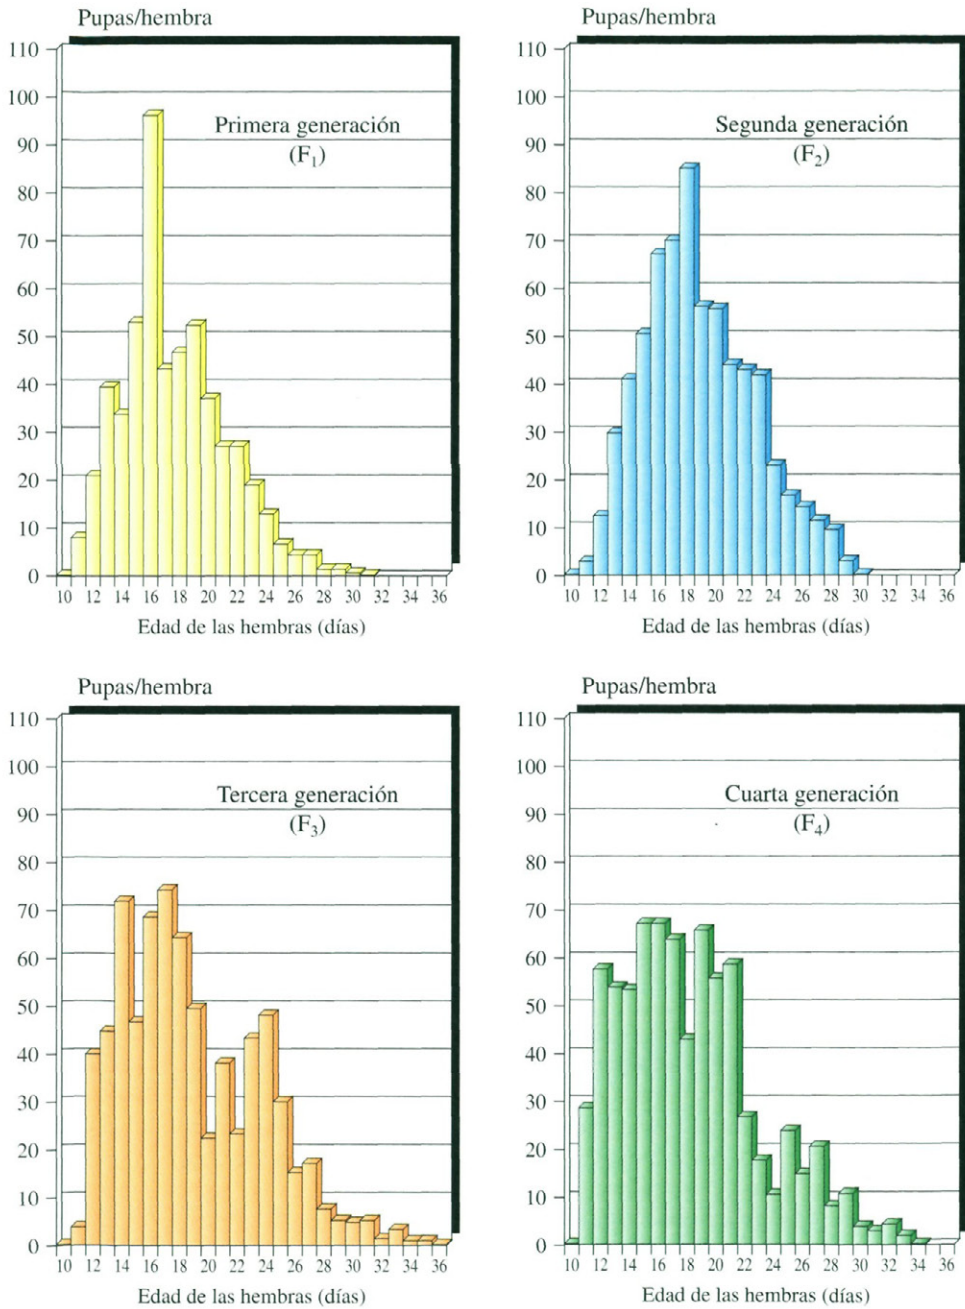 Pupas/hembra
110
100
90
80
70
60
50
40
30
20
10
0
Primera generación
(F₁)
10 12 14 16 18 20 22 24 26 28 30 32 34 36
Edad de las hembras (días)
Pupas/hembra
110
100
90
80
70
60
50
40
30
20
10
0
Segunda generación
(F₂)
10 12 14 16 18 20 22 24 26 28 30 32 34 36
Edad de las hembras (días)
Pupas/hembra
110
100
90
80
70
60
50
40
30
20
10
0
Tercera generación
(F₃)
10 12 14 16 18 20 22 24 26 28 30 32 34 36
Edad de las hembras (días)
Pupas/hembra
110
100
90
80
70
60
50
40
30
20
10
0
Cuarta generación
(F₄)
10 12 14 16 18 20 22 24 26 28 30 32 34 36
Edad de las hembras (días)